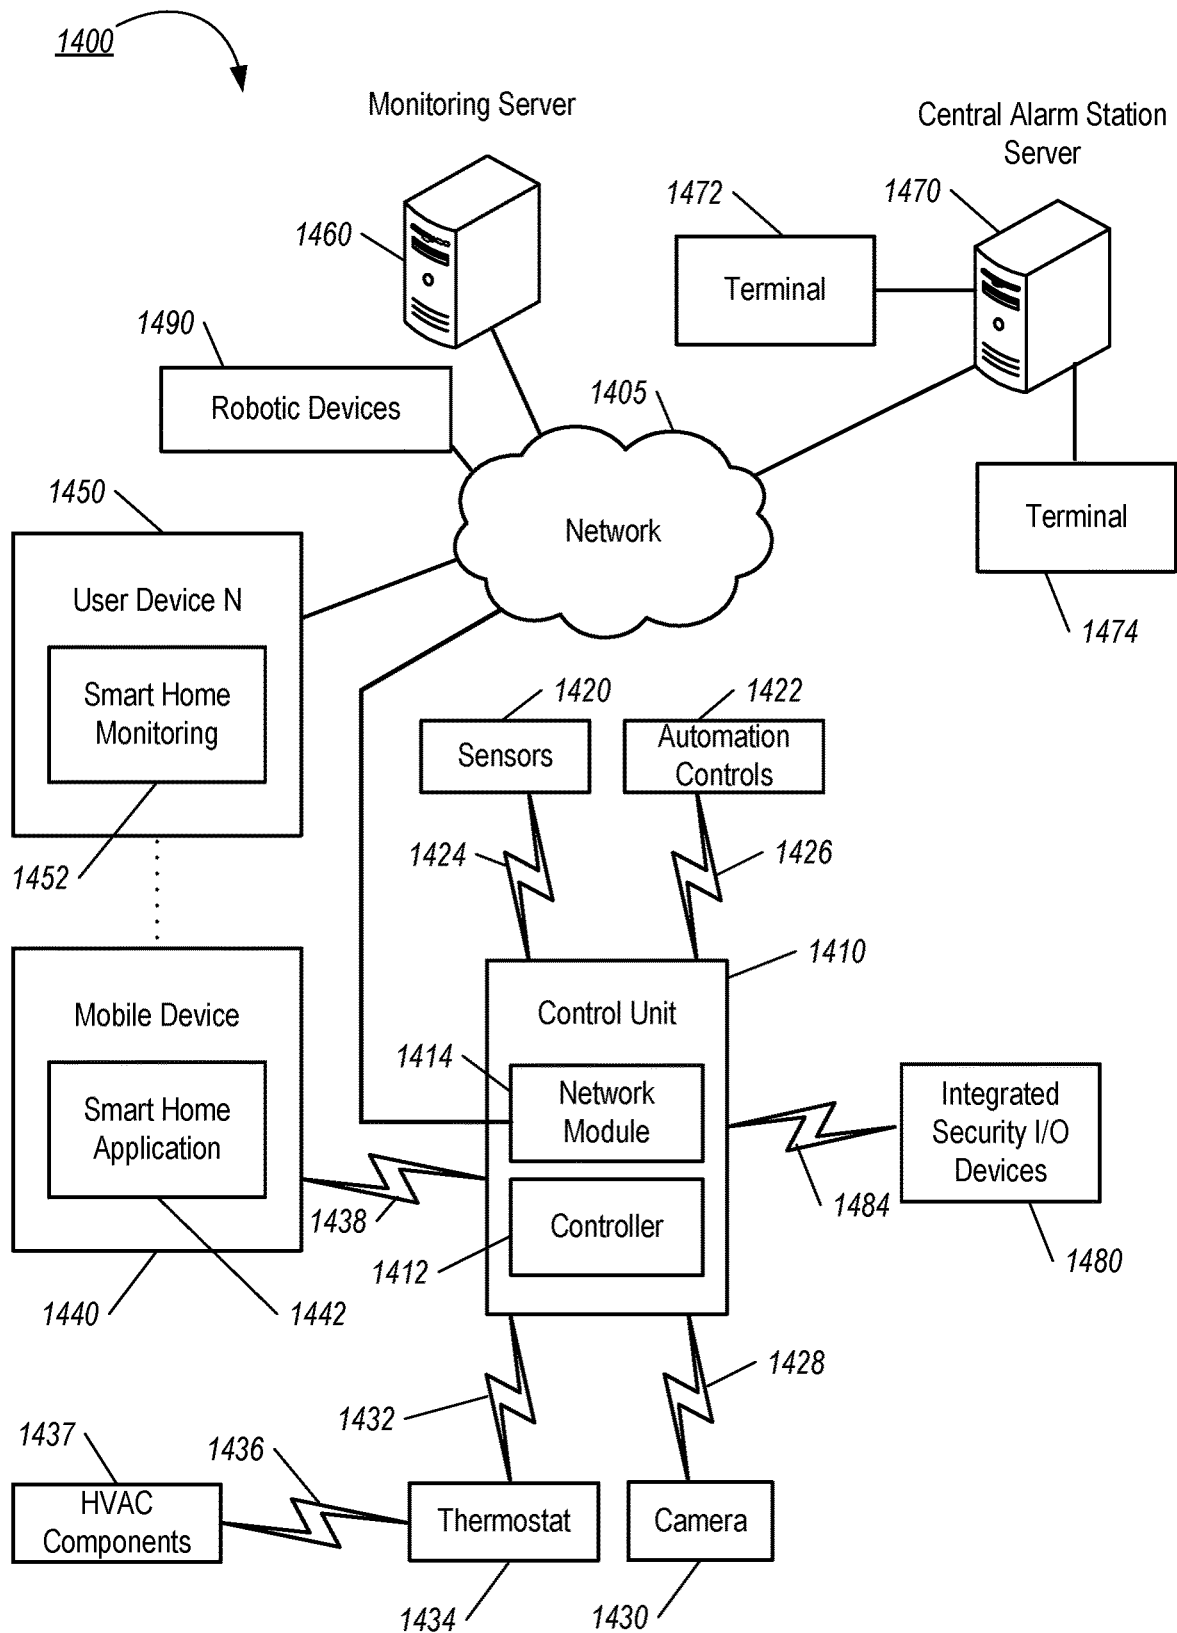 1400
Monitoring Server
Central Alarm Station
Server
1472
1470
1460
Terminal
1490
1405
Robotic Devices
1450
Network
Terminal
User Device N
1474
Smart Home
Monitoring
1420
1422
Sensors
Automation
Controls
1424
1426
1452
1410
Mobile Device
Control Unit
1414
Network
Module
Smart Home
Application
Integrated
Security I/O
Devices
1438
1484
Controller
1412
1480
1440
1442
1428
1432
1437
1436
HVAC
Components
Thermostat
Camera
1434
1430